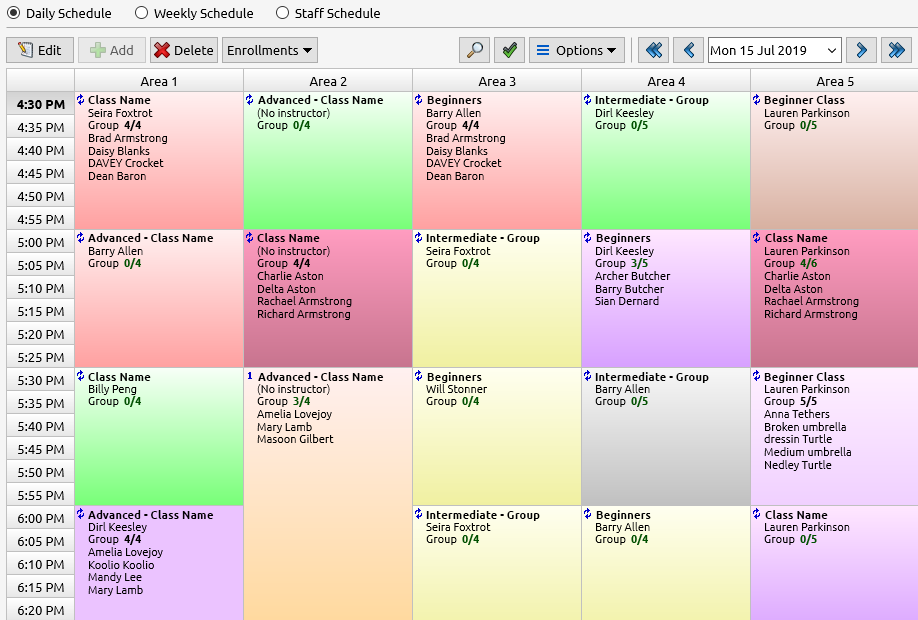 Daily Schedule Weekly Schedule Staff Schedule
Edit Add Delete Enrollments Options Mon 15 Jul 2019
Area 1 Area 2 Area 3 Area 4 Area 5
4:30 PM
4:35 PM
4:40 PM
4:45 PM
4:50 PM
4:55 PM
5:00 PM
5:05 PM
5:10 PM
5:15 PM
5:20 PM
5:25 PM
5:30 PM
5:35 PM
5:40 PM
5:45 PM
5:50 PM
5:55 PM
6:00 PM
6:05 PM
6:10 PM
6:15 PM
6:20 PM
Class Name
Seira Foxtrot
Group 4/4
Brad Armstrong
Daisy Blanks
DAVEY Crocket
Dean Baron
Advanced - Class Name
(No instructor)
Group 0/4
Beginners
Barry Allen
Group 4/4
Brad Armstrong
Daisy Blanks
DAVEY Crocket
Dean Baron
Intermediate - Group
Dirl Keesley
Group 0/5
Beginner Class
Lauren Parkinson
Group 0/5
Advanced - Class Name
Barry Allen
Group 0/4
Class Name
(No instructor)
Group 4/4
Charlie Aston
Delta Aston
Rachael Armstrong
Richard Armstrong
Intermediate - Group
Seira Foxtrot
Group 0/4
Beginners
Dirl Keesley
Group 3/5
Archer Butcher
Barry Butcher
Sian Dernard
Class Name
Lauren Parkinson
Group 4/6
Charlie Aston
Delta Aston
Rachael Armstrong
Richard Armstrong
Class Name
Billy Peng
Group 0/4
1 Advanced - Class Name
(No instructor)
Group 3/4
Amelia Lovejoy
Mary Lamb
Masoon Gilbert
Beginners
Will Stonner
Group 0/4
Intermediate - Group
Barry Allen
Group 0/5
Beginner Class
Lauren Parkinson
Group 5/5
Anna Tethers
Broken umbrella
dressin Turtle
Medium umbrella
Nedley Turtle
Advanced - Class Name
Dirl Keesley
Group 4/4
Amelia Lovejoy
Koolio Koolio
Mandy Lee
Mary Lamb
Intermediate - Group
Seira Foxtrot
Group 0/4
Beginners
Barry Allen
Group 0/4
Class Name
Lauren Parkinson
Group 0/5